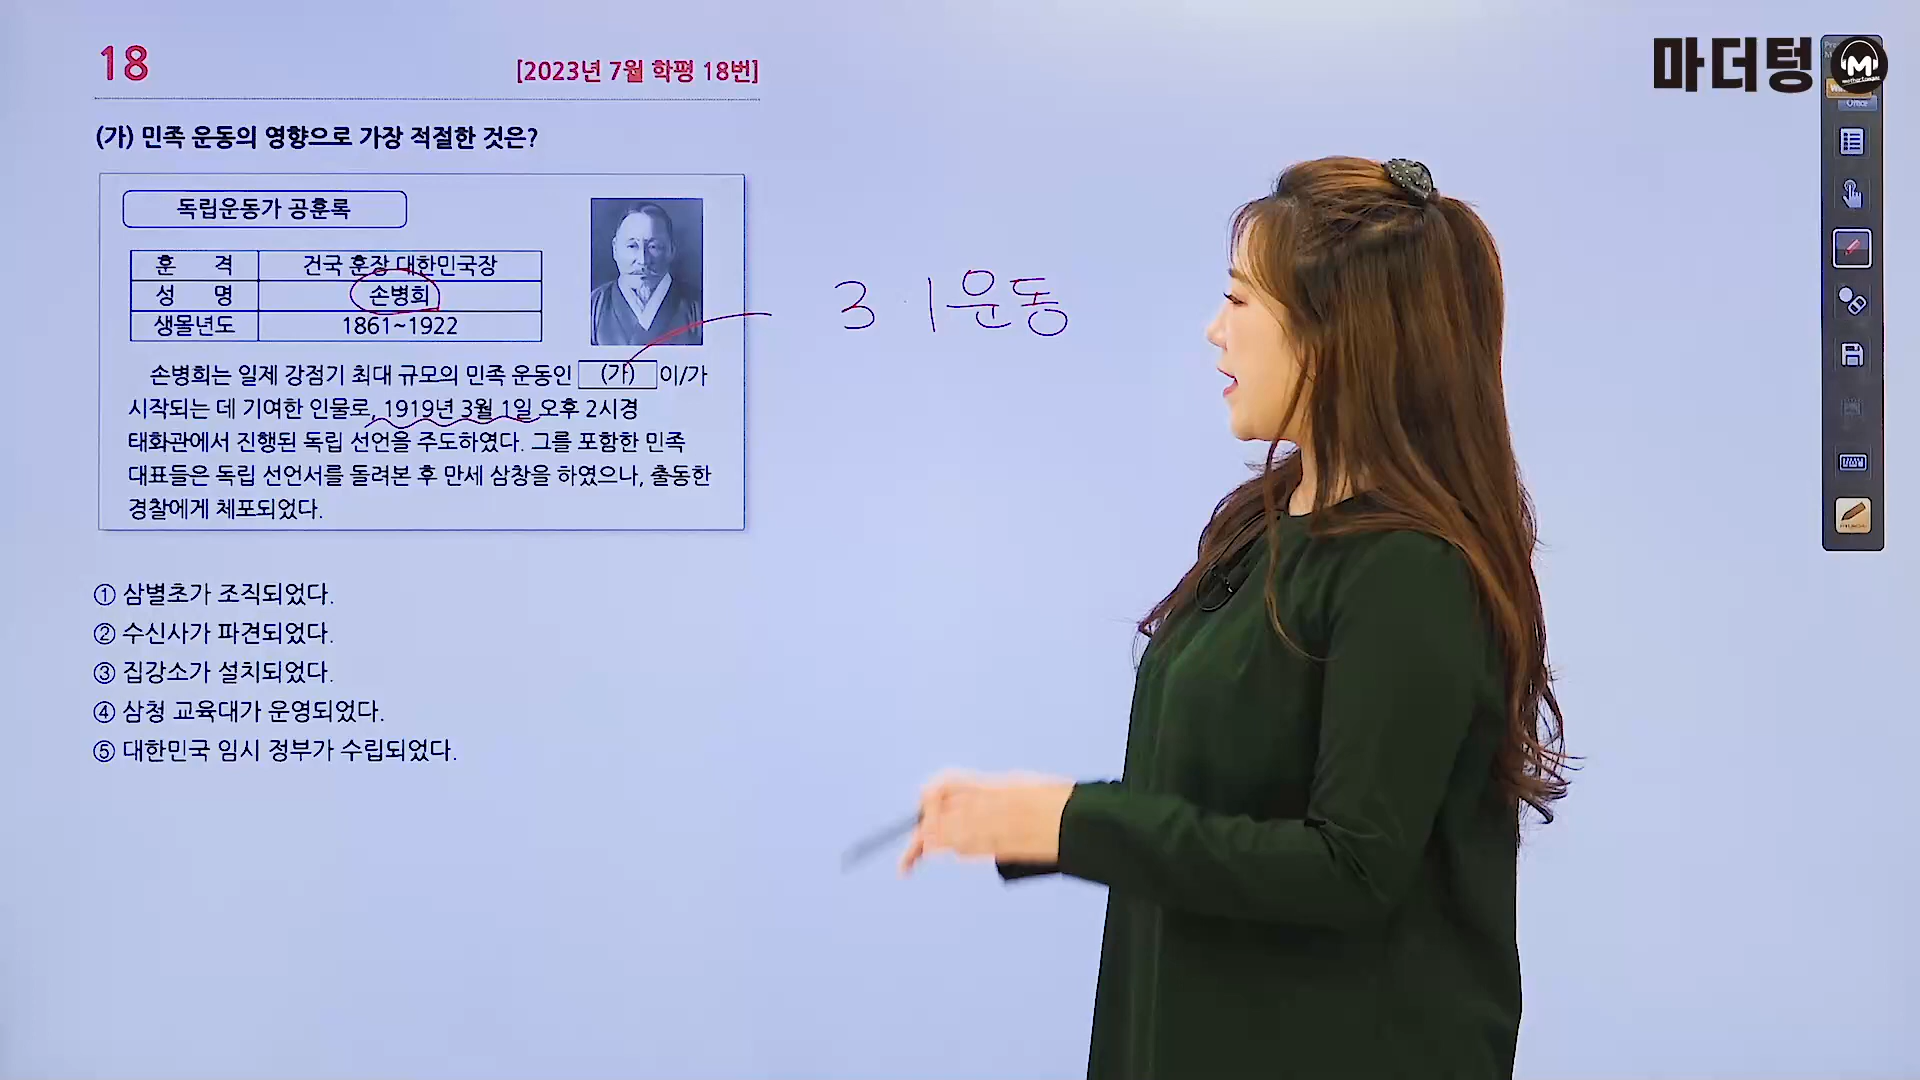 18
[2023년 7월 학평 18번]
마더텅
(가) 민족 운동의 영향으로 가장 적절한 것은?
독립운동가 공훈록
훈 격 건국 훈장 대한민국장
성 명 손병희
생몰년도 1861~1922
손병희는 일제 강점기 최대 규모의 민족 운동인 (가) 이/가
시작되는 데 기여한 인물로, 1919년 3월 1일 오후 2시경
태화관에서 진행된 독립 선언을 주도하였다. 그를 포함한 민족
대표들은 독립 선언서를 돌려본 후 만세 삼창을 하였으나, 출동한
경찰에게 체포되었다.
3·1운동
① 삼별초가 조직되었다.
② 수신사가 파견되었다.
③ 집강소가 설치되었다.
④ 삼청 교육대가 운영되었다.
⑤ 대한민국 임시 정부가 수립되었다.